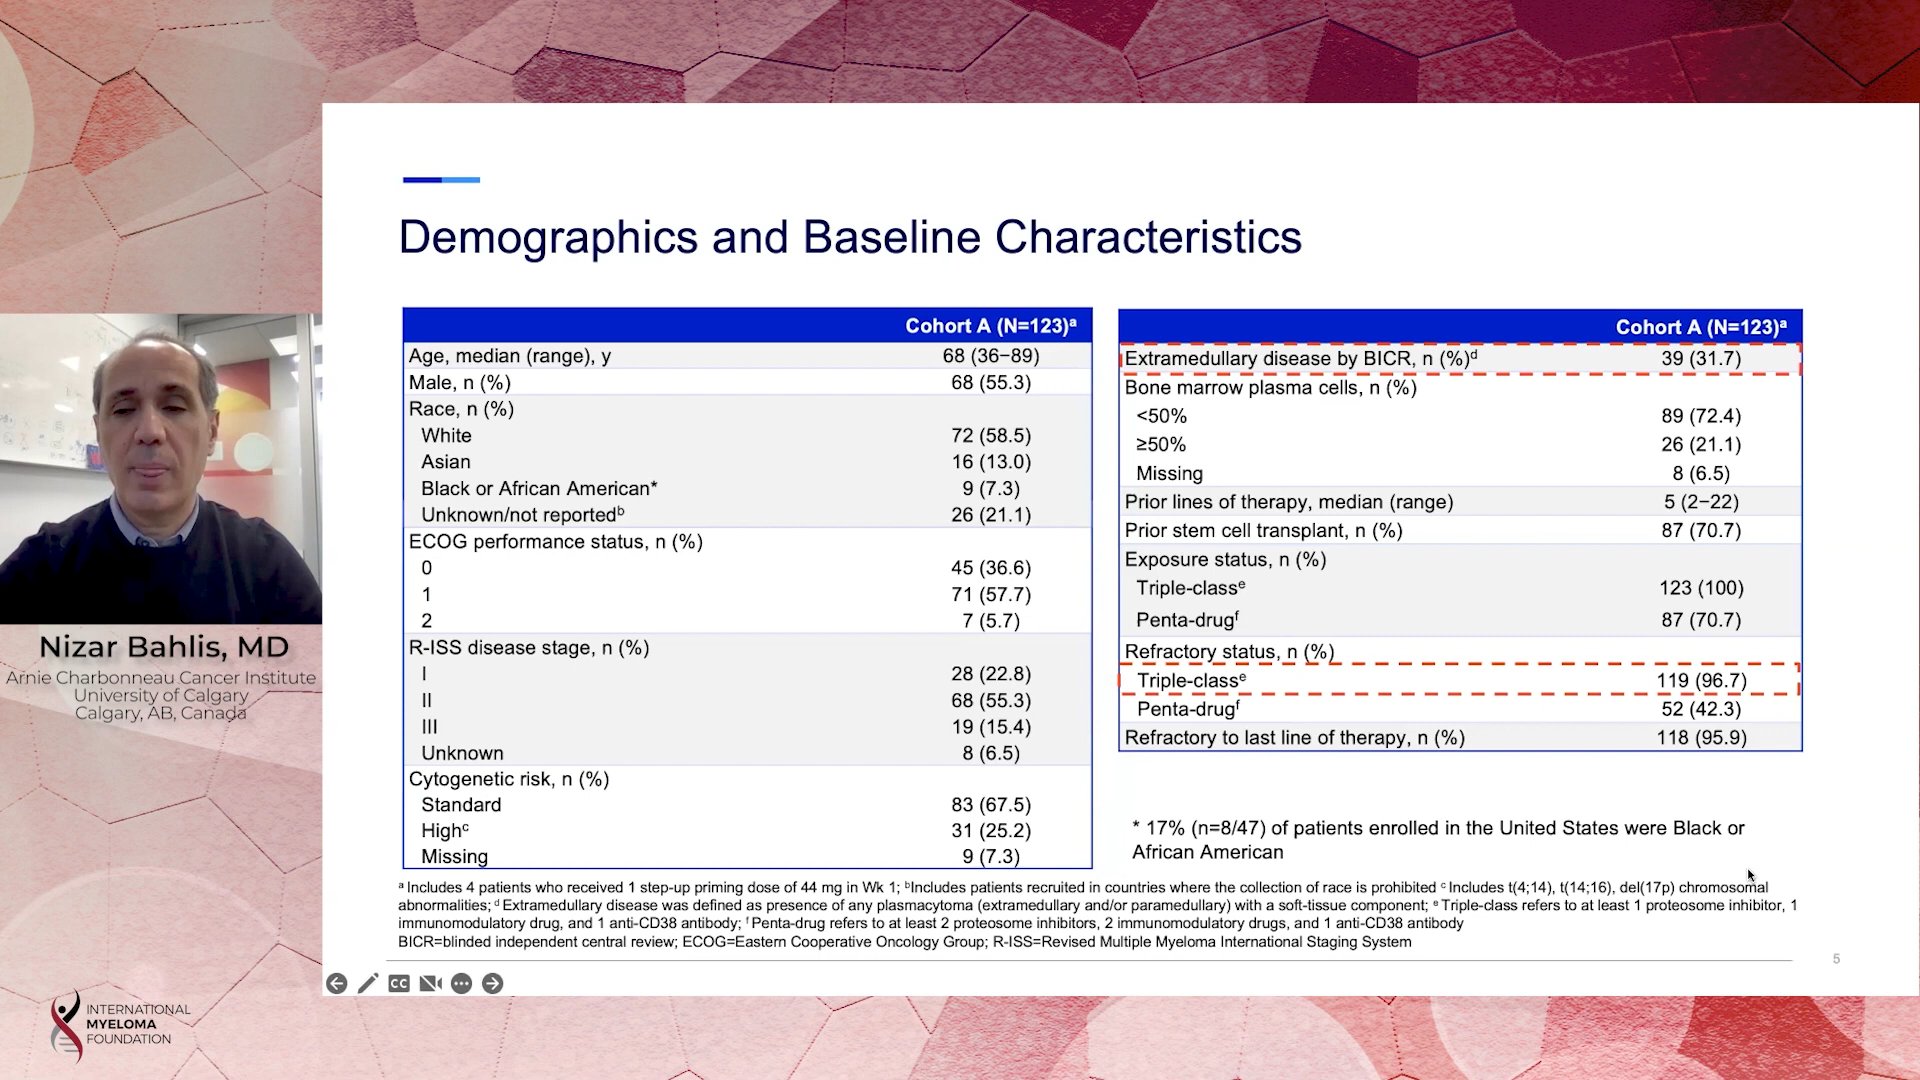 Demographics and Baseline Characteristics
Cohort A (N=123)ᵃ
Age, median (range), y 68 (36–89)
Male, n (%) 68 (55.3)
Race, n (%)
White 72 (58.5)
Asian 16 (13.0)
Black or African American* 9 (7.3)
Unknown/not reportedᵇ 26 (21.1)
ECOG performance status, n (%)
0 45 (36.6)
1 71 (57.7)
2 7 (5.7)
R-ISS disease stage, n (%)
I 28 (22.8)
II 68 (55.3)
III 19 (15.4)
Unknown 8 (6.5)
Cytogenetic risk, n (%)
Standard 83 (67.5)
Highᶜ 31 (25.2)
Missing 9 (7.3)
Cohort A (N=123)ᵃ
Extramedullary disease by BICR, n (%)ᵈ 39 (31.7)
Bone marrow plasma cells, n (%)
<50% 89 (72.4)
≥50% 26 (21.1)
Missing 8 (6.5)
Prior lines of therapy, median (range) 5 (2–22)
Prior stem cell transplant, n (%) 87 (70.7)
Exposure status, n (%)
Triple-classᵉ 123 (100)
Penta-drugᶠ 87 (70.7)
Refractory status, n (%)
Triple-classᵉ 119 (96.7)
Penta-drugᶠ 52 (42.3)
Refractory to last line of therapy, n (%) 118 (95.9)
* 17% (n=8/47) of patients enrolled in the United States were Black or
African American
ᵃ Includes 4 patients who received 1 step-up priming dose of 44 mg in Wk 1; ᵇIncludes patients recruited in countries where the collection of race is prohibited ᶜ Includes t(4;14), t(14;16), del(17p) chromosomal
abnormalities; ᵈ Extramedullary disease was defined as presence of any plasmacytoma (extramedullary and/or paramedullary) with a soft-tissue component; ᵉ Triple-class refers to at least 1 proteosome inhibitor, 1
immunomodulatory drug, and 1 anti-CD38 antibody; ᶠ Penta-drug refers to at least 2 proteosome inhibitors, 2 immunomodulatory drugs, and 1 anti-CD38 antibody
BICR=blinded independent central review; ECOG=Eastern Cooperative Oncology Group; R-ISS=Revised Multiple Myeloma International Staging System
5
CC
Nizar Bahlis, MD
Arnie Charbonneau Cancer Institute
University of Calgary
Calgary, AB, Canada
INTERNATIONAL
MYELOMA
FOUNDATION